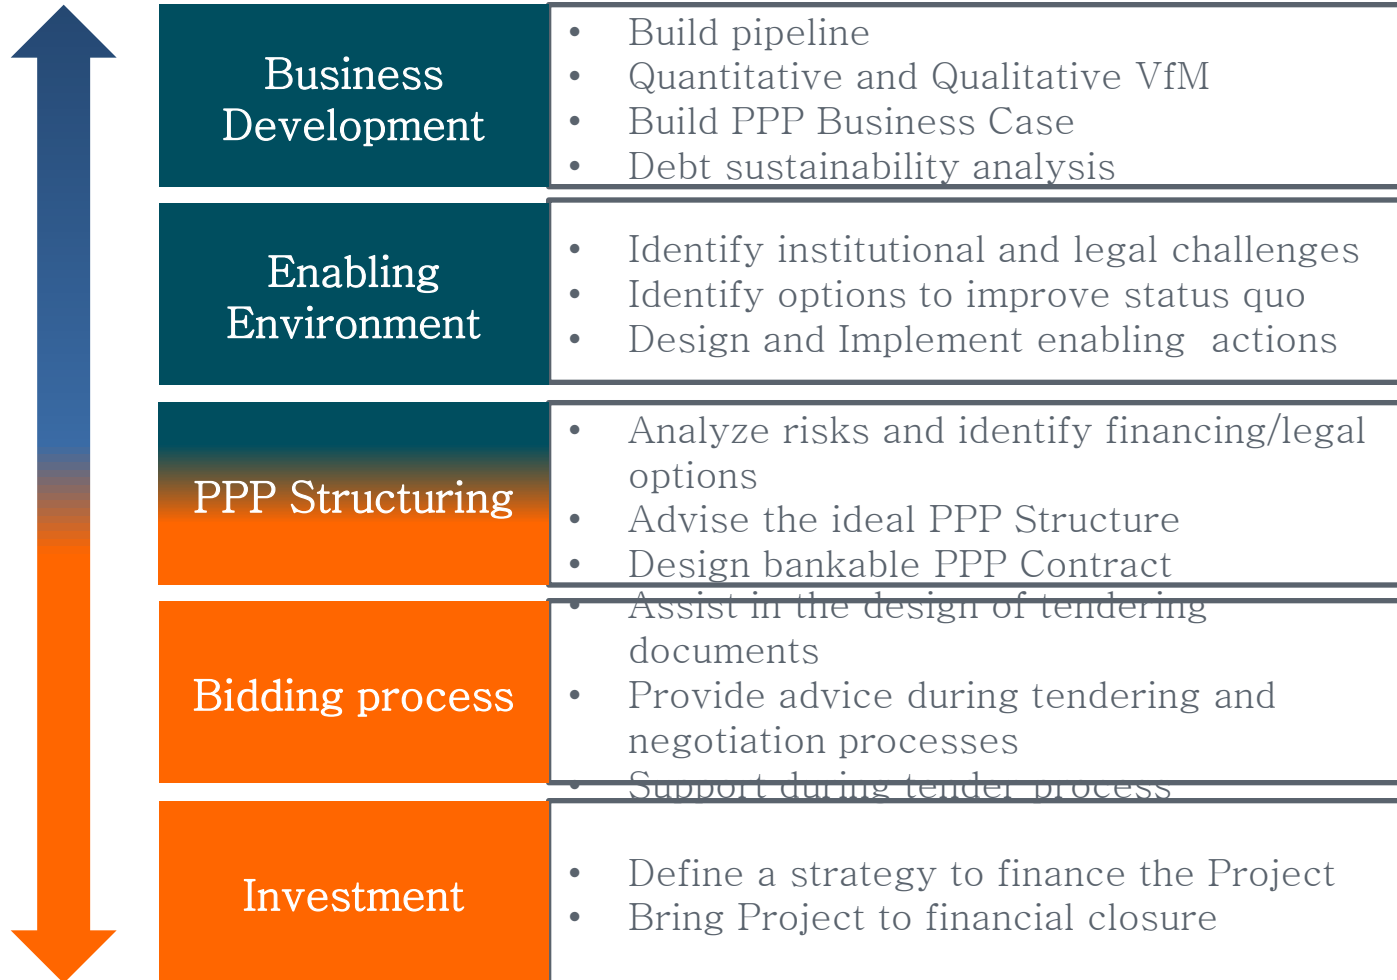 Business
Development
• Build pipeline
• Quantitative and Qualitative VfM
• Build PPP Business Case
• Debt sustainability analysis
Enabling
Environment
• Identify institutional and legal challenges
• Identify options to improve status quo
• Design and Implement enabling  actions
PPP Structuring
• Analyze risks and identify financing/legal
options
• Advise the ideal PPP Structure
• Design bankable PPP Contract
Bidding process
• Assist in the design of tendering
documents
• Provide advice during tendering and
negotiation processes
• Support during tender process
Investment
• Define a strategy to finance the Project
• Bring Project to financial closure